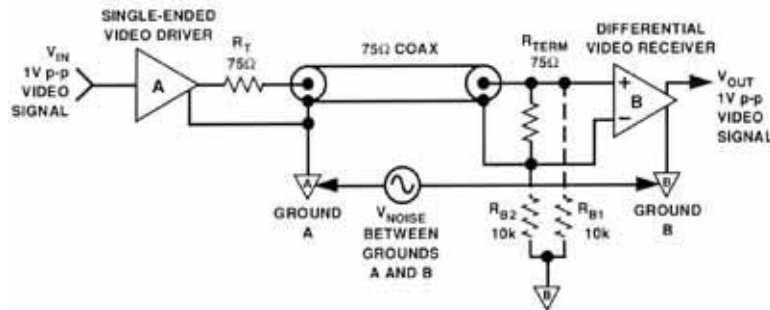 SINGLE-ENDED
VIDEO DRIVER
DIFFERENTIAL
VIDEO RECEIVER
V_IN
1V p-p
VIDEO
SIGNAL
A
R_T
75Ω
75Ω COAX
R_TERM
75Ω
+
B
−
V_OUT
1V p-p
VIDEO
SIGNAL
A
GROUND
A
V_NOISE
BETWEEN
GROUNDS
A AND B
R_B2
10k
R_B1
10k
B
GROUND
B
B